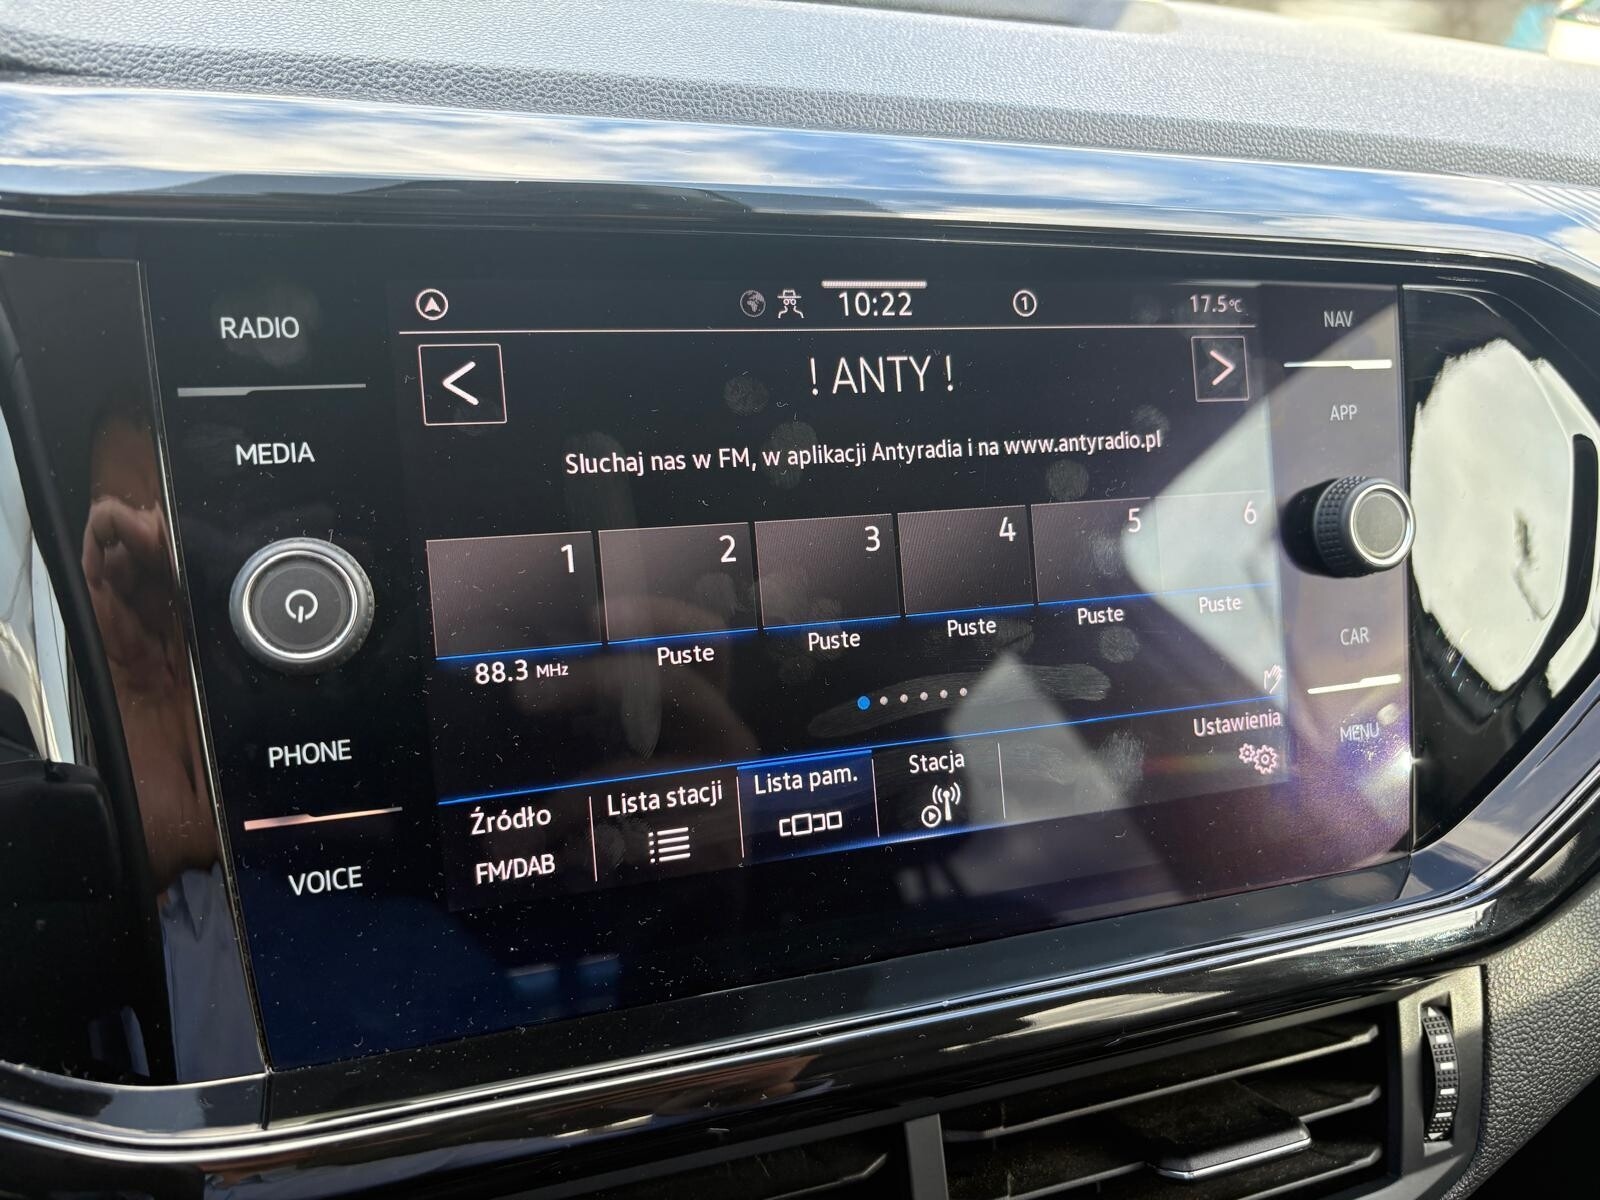 RADIO
MEDIA
PHONE
VOICE
10:22
1
17.5°C
! ANTY !
Sluchaj nas w FM, w aplikacji Antyradia i na www.antyradio.pl
1 2 3 4 5 6
88.3 MHz Puste Puste Puste Puste Puste
Źródło Lista stacji Lista pam. Stacja Ustawienia
FM/DAB
NAV
APP
CAR
MENU